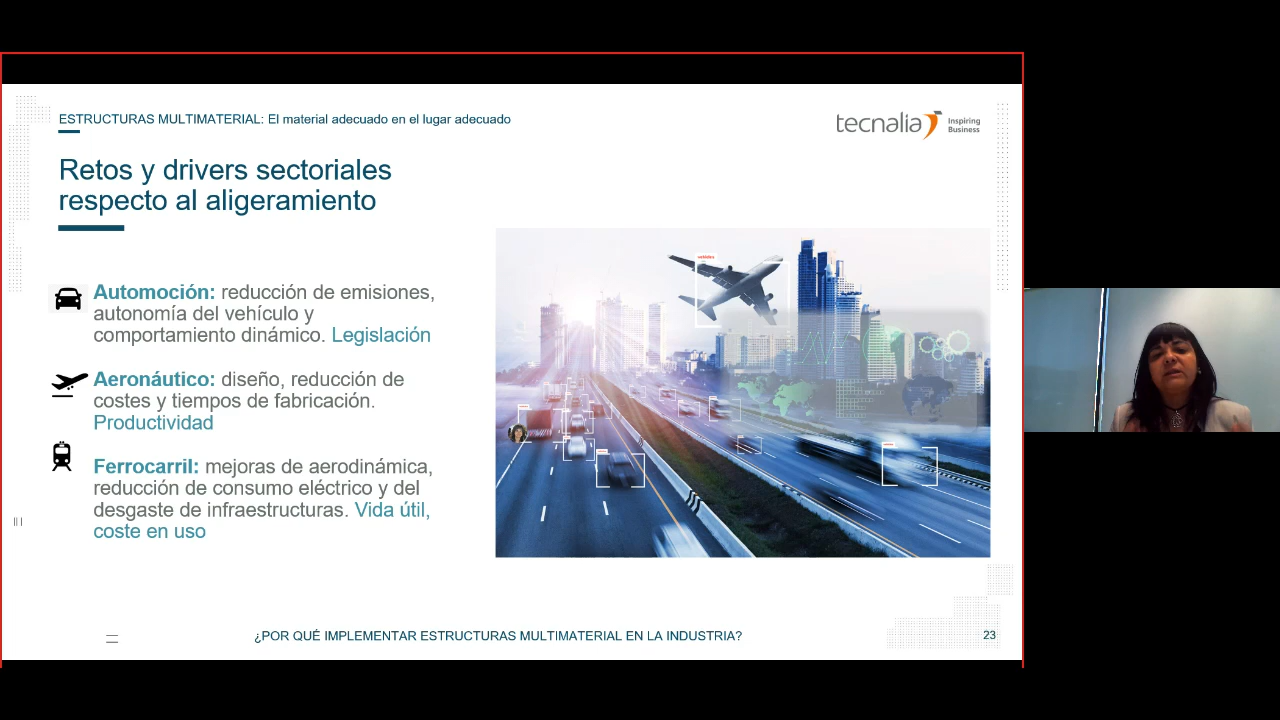 ESTRUCTURAS MULTIMATERIAL: El material adecuado en el lugar adecuado
tecnalia Inspiring
Business
Retos y drivers sectoriales
respecto al aligeramiento
Automoción: reducción de emisiones,
autonomía del vehículo y
comportamiento dinámico. Legislación
Aeronáutico: diseño, reducción de
costes y tiempos de fabricación.
Productividad
Ferrocarril: mejoras de aerodinámica,
reducción de consumo eléctrico y del
desgaste de infraestructuras. Vida útil,
coste en uso
¿POR QUÉ IMPLEMENTAR ESTRUCTURAS MULTIMATERIAL EN LA INDUSTRIA?
23